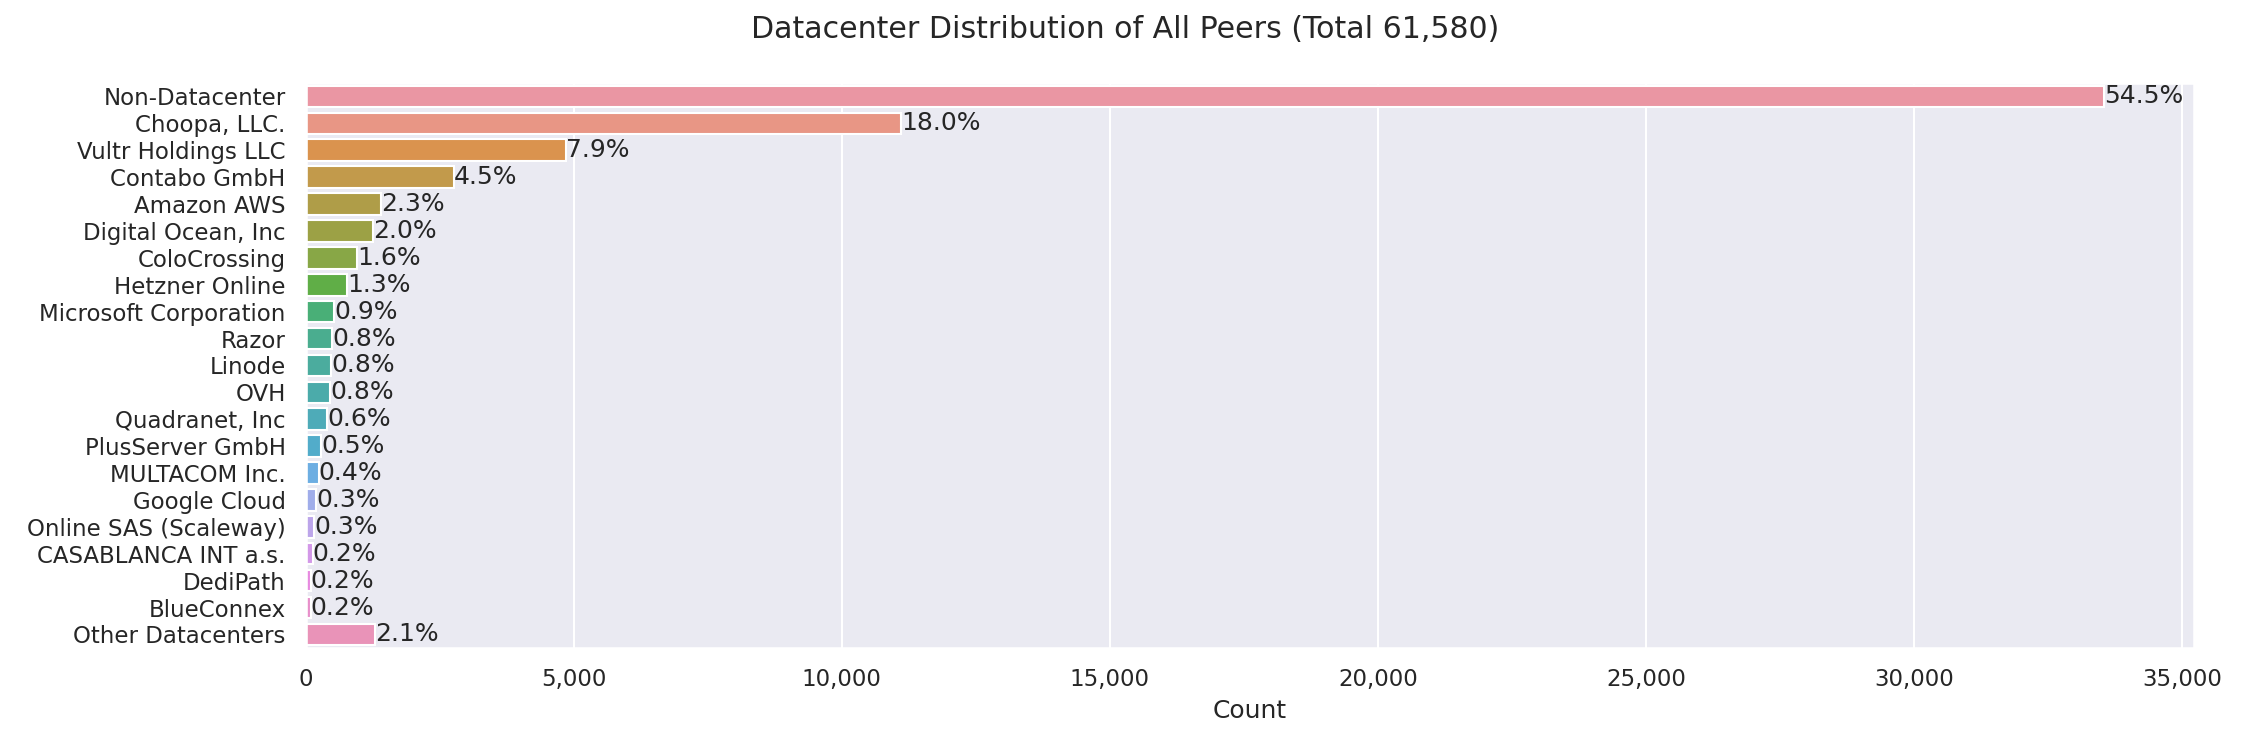 Datacenter Distribution of All Peers (Total 61,580)
Non-Datacenter 54.5%
Choopa, LLC. 18.0%
Vultr Holdings LLC 7.9%
Contabo GmbH 4.5%
Amazon AWS 2.3%
Digital Ocean, Inc 2.0%
ColoCrossing 1.6%
Hetzner Online 1.3%
Microsoft Corporation 0.9%
Razor 0.8%
Linode 0.8%
OVH 0.8%
Quadranet, Inc 0.6%
PlusServer GmbH 0.5%
MULTACOM Inc. 0.4%
Google Cloud 0.3%
Online SAS (Scaleway) 0.3%
CASABLANCA INT a.s. 0.2%
DediPath 0.2%
BlueConnex 0.2%
Other Datacenters 2.1%
0 5,000 10,000 15,000 20,000 25,000 30,000 35,000
Count